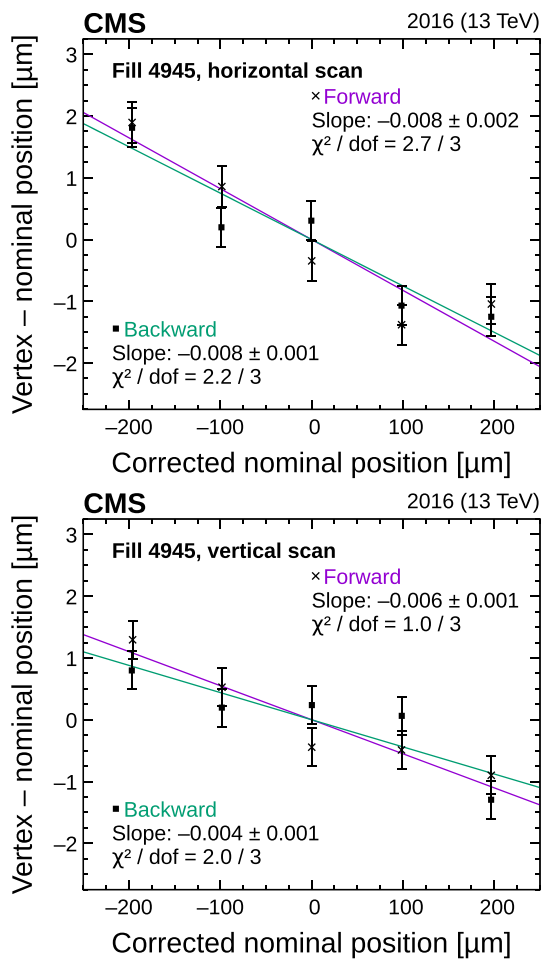 CMS 2016 (13 TeV)
Vertex – nominal position [µm]
3
2
1
0
–1
–2
Fill 4945, horizontal scan
× Forward
Slope: –0.008 ± 0.002
χ² / dof = 2.7 / 3
▪ Backward
Slope: –0.008 ± 0.001
χ² / dof = 2.2 / 3
–200 –100 0 100 200
Corrected nominal position [µm]
CMS 2016 (13 TeV)
Vertex – nominal position [µm]
3
2
1
0
–1
–2
Fill 4945, vertical scan
× Forward
Slope: –0.006 ± 0.001
χ² / dof = 1.0 / 3
▪ Backward
Slope: –0.004 ± 0.001
χ² / dof = 2.0 / 3
–200 –100 0 100 200
Corrected nominal position [µm]